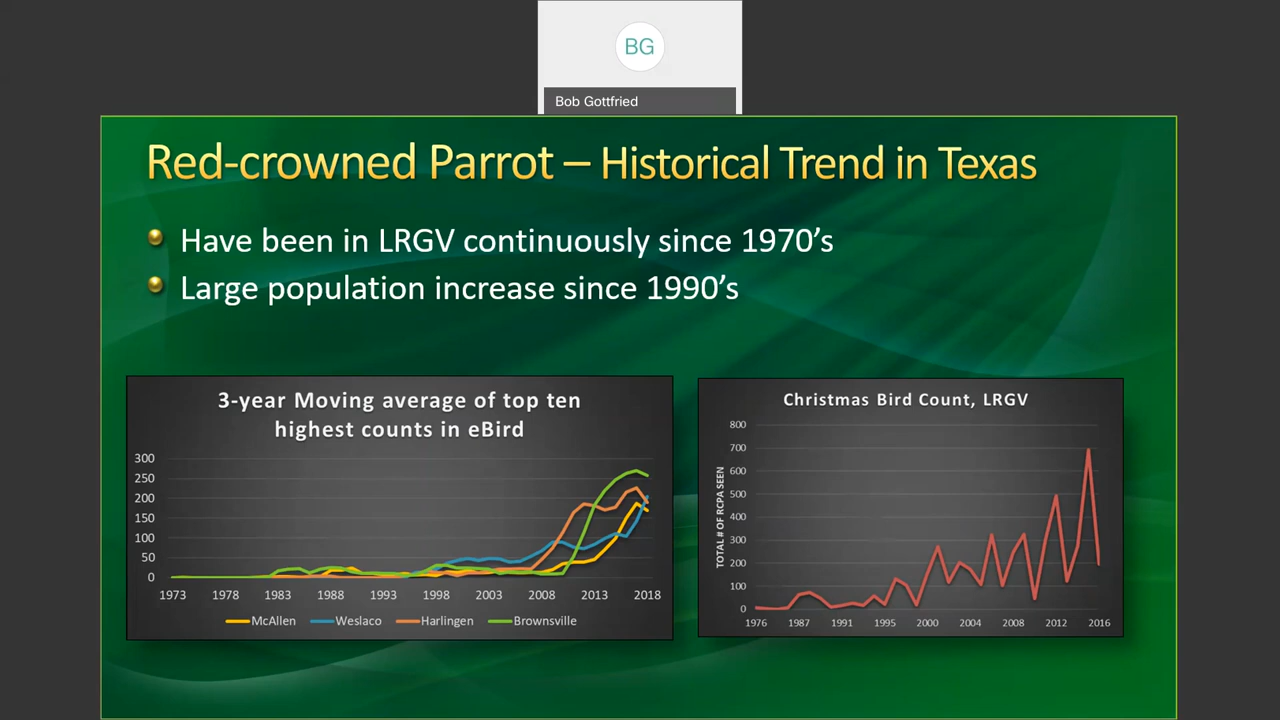 BG
Bob Gottfried
Red-crowned Parrot – Historical Trend in Texas
Have been in LRGV continuously since 1970's
Large population increase since 1990's
3-year Moving average of top ten
highest counts in eBird
300
250
200
150
100
50
0
1973 1978 1983 1988 1993 1998 2003 2008 2013 2018
McAllen Weslaco Harlingen Brownsville
Christmas Bird Count, LRGV
TOTAL # OF RCPA SEEN
800
700
600
500
400
300
200
100
0
1976 1987 1991 1995 2000 2004 2008 2012 2016